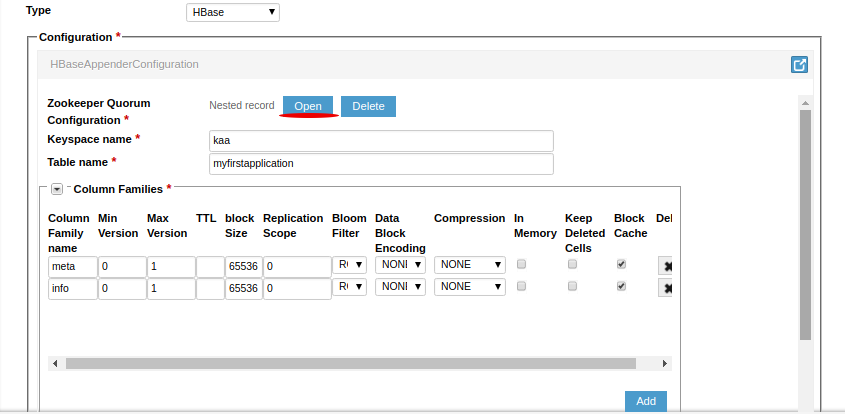 Type HBase
Configuration *
HBaseAppenderConfiguration
Zookeeper Quorum Nested record Open Delete
Configuration *
Keyspace name * kaa
Table name * myfirstapplication
Column Families *
Column Min Max TTL block Replication Bloom Data Compression In Keep Block Del
Family Version Version Size Scope Filter Block Memory Deleted Cache
name Encoding Cells
meta 0 1 65536 0 NONE NONE
info 0 1 65536 0 NONE NONE
Add